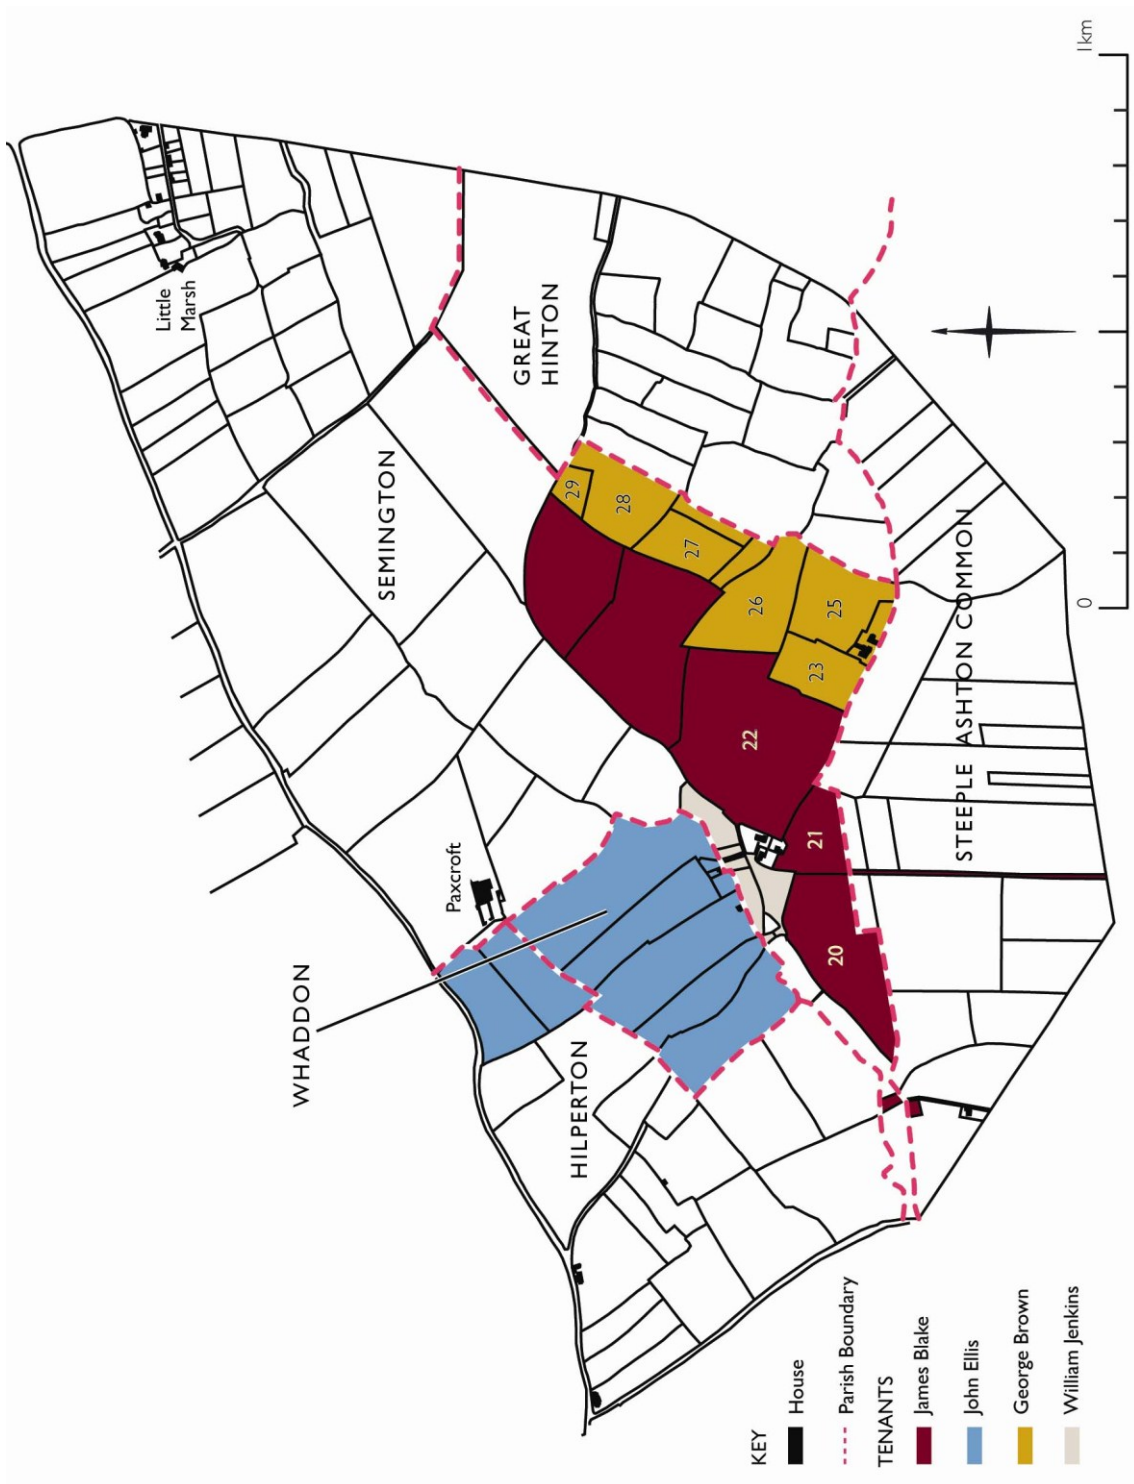 Little
Marsh
SEMINGTON
GREAT
HINTON
Paxcroft
WHADDON
HILPERTON
STEEPLE ASHTON COMMON
20
21
22
23
25
26
27
28
29
0
1km
KEY
House
Parish Boundary
TENANTS
James Blake
John Ellis
George Brown
William Jenkins